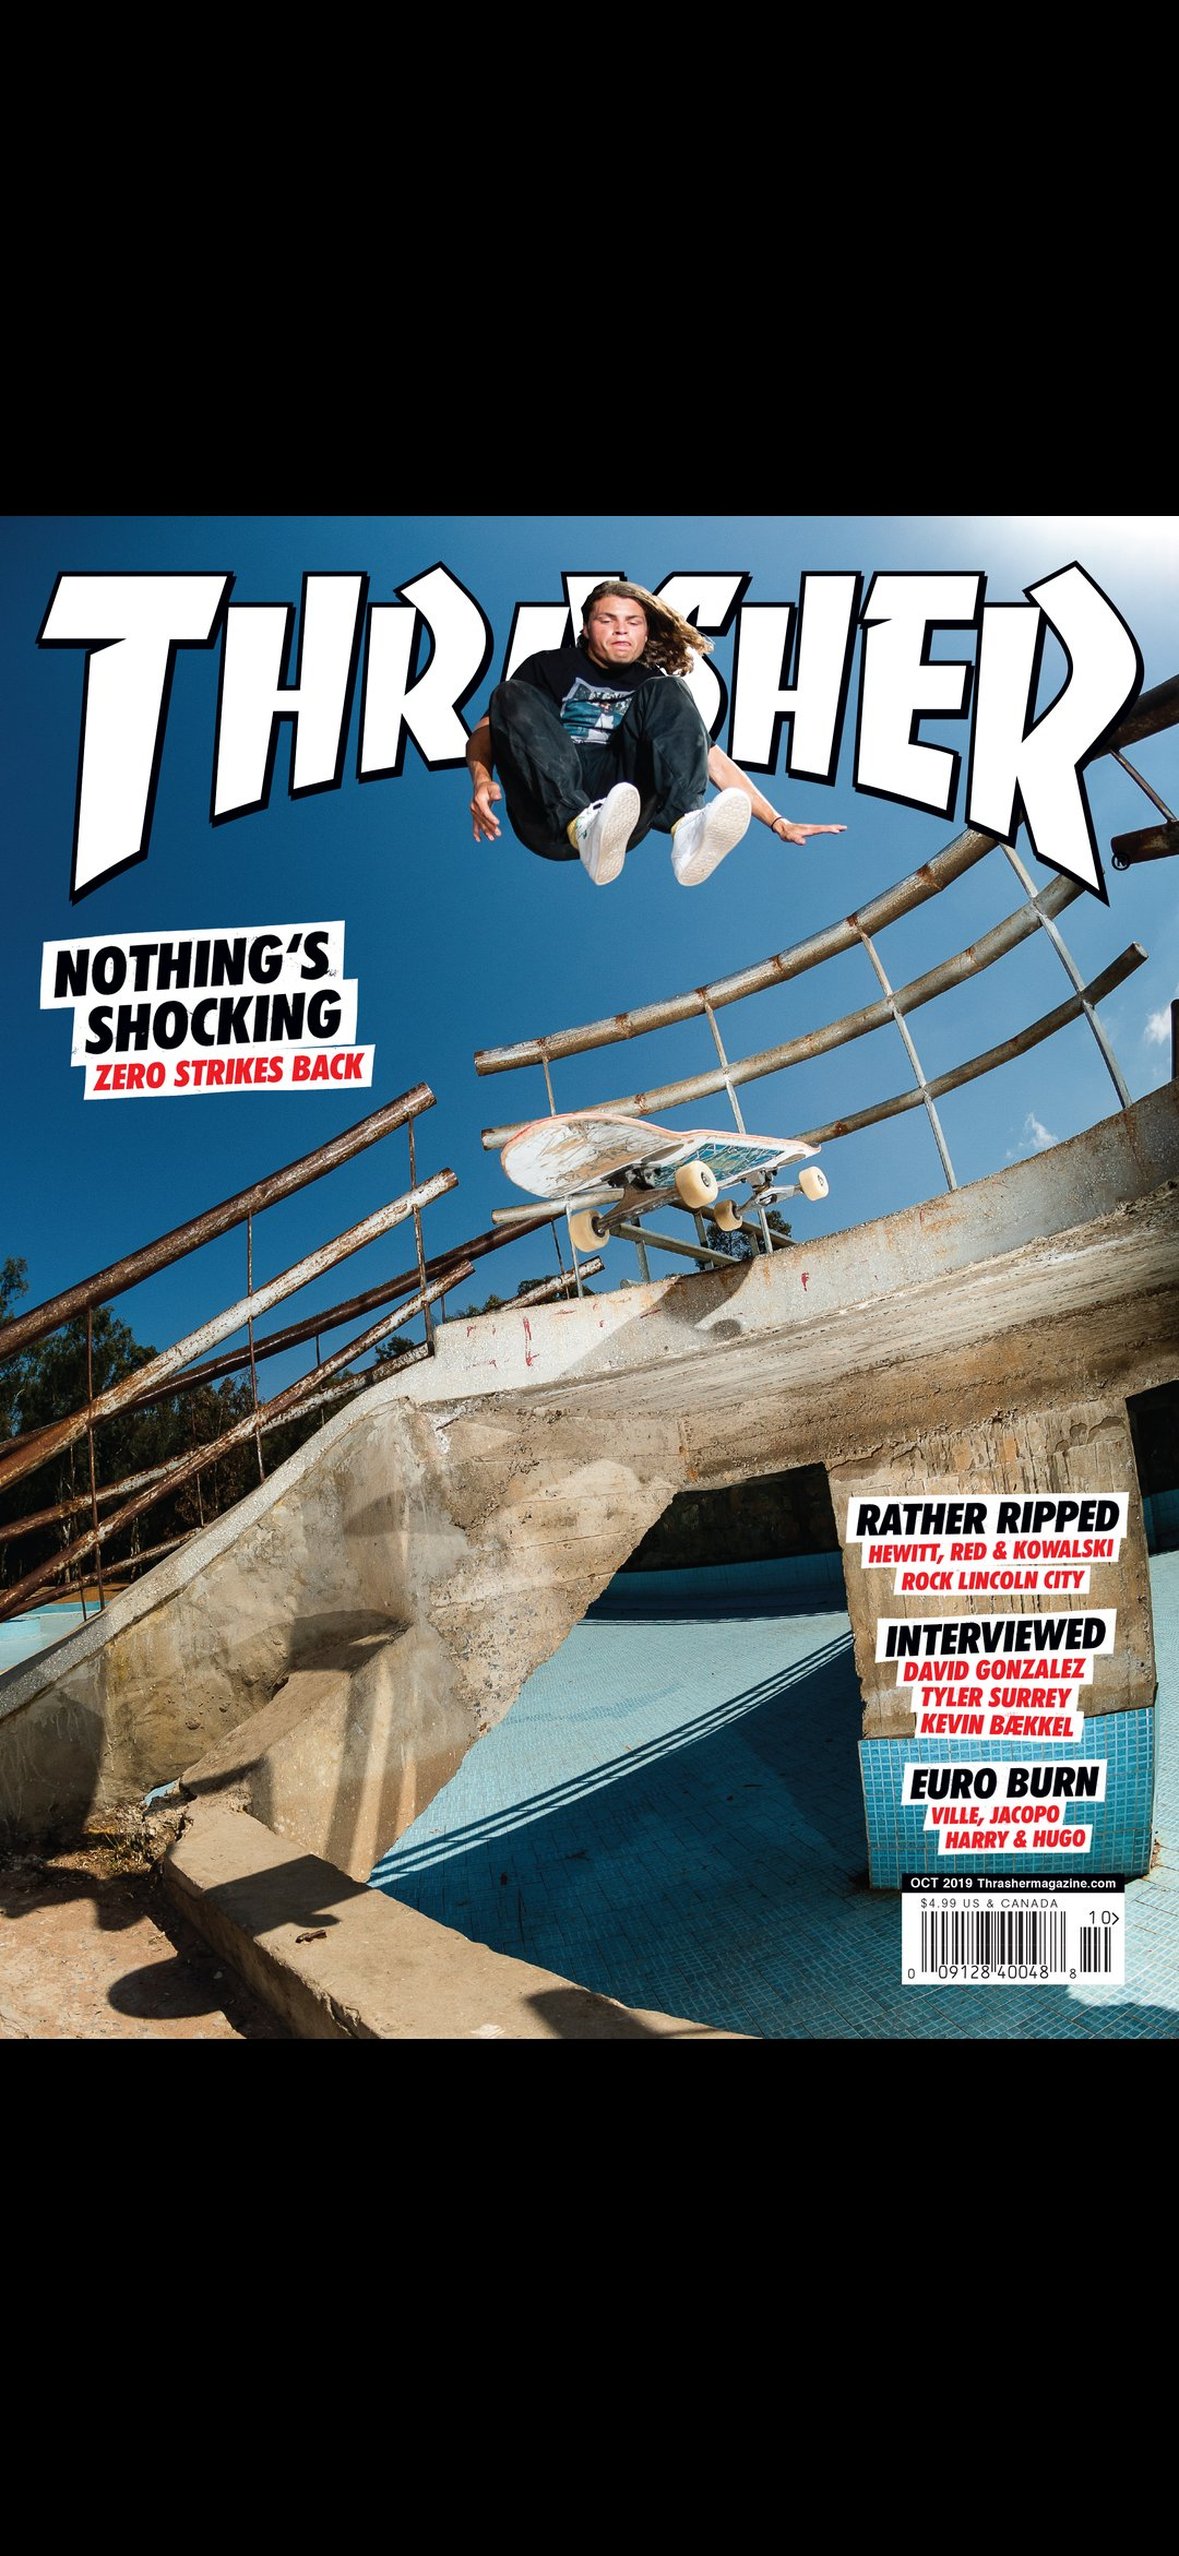 THRASHER
®
NOTHING‘S
SHOCKING
ZERO STRIKES BACK
RATHER RIPPED
HEWITT, RED & KOWALSKI
ROCK LINCOLN CITY
INTERVIEWED
DAVID GONZALEZ
TYLER SURREY
KEVIN BÆKKEL
EURO BURN
VILLE, JACOPO
HARRY & HUGO
OCT 2019 Thrashermagazine.com
$4.99 US & CANADA
10>
0 09128 40048 8